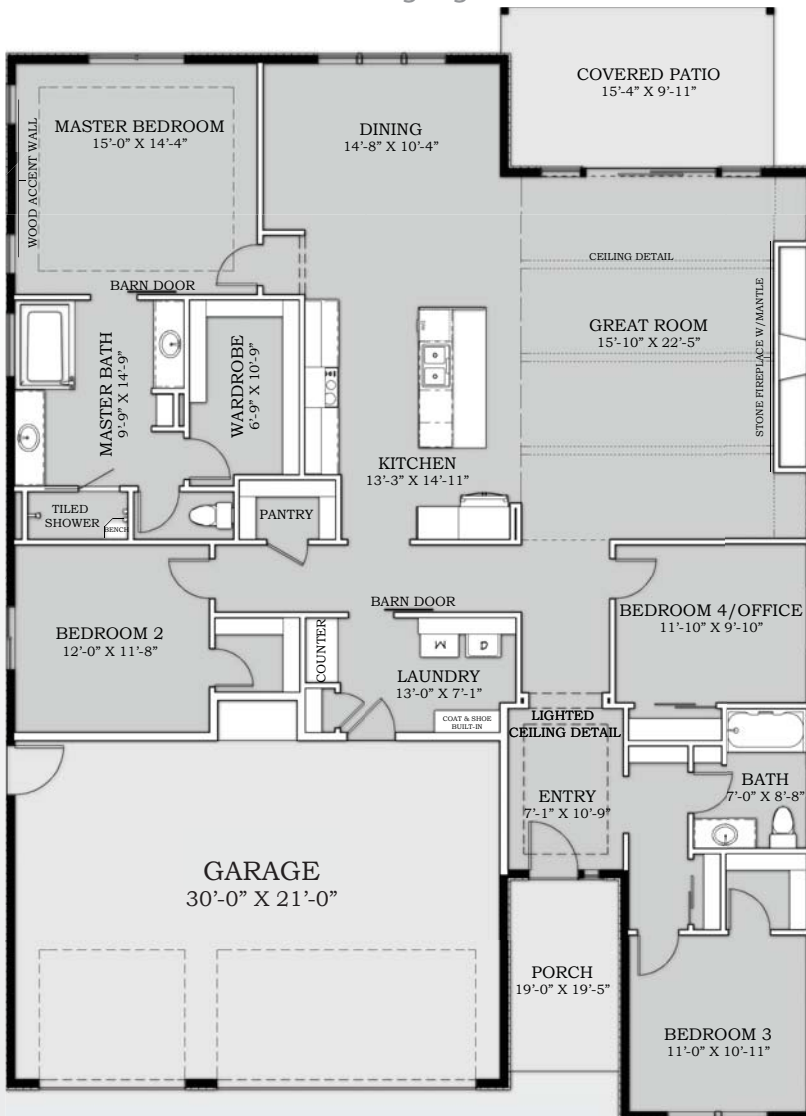 COVERED PATIO
15'-4" X 9'-11"
MASTER BEDROOM
15'-0" X 14'-4"
DINING
14'-8" X 10'-4"
WOOD ACCENT WALL
CEILING DETAIL
BARN DOOR
GREAT ROOM
15'-10" X 22'-5"
STONE FIREPLACE W/MANTLE
MASTER BATH
9'-9" X 14'-9"
WARDROBE
6'-9" X 10'-9"
KITCHEN
13'-3" X 14'-11"
TILED
SHOWER
BENCH
PANTRY
BARN DOOR
BEDROOM 4/OFFICE
11'-10" X 9'-10"
BEDROOM 2
12'-0" X 11'-8"
COUNTER
W
D
LAUNDRY
13'-0" X 7'-1"
COAT & SHOE
BUILT-IN
LIGHTED
CEILING DETAIL
BATH
7'-0" X 8'-8"
ENTRY
7'-1" X 10'-9"
GARAGE
30'-0" X 21'-0"
PORCH
19'-0" X 19'-5"
BEDROOM 3
11'-0" X 10'-11"